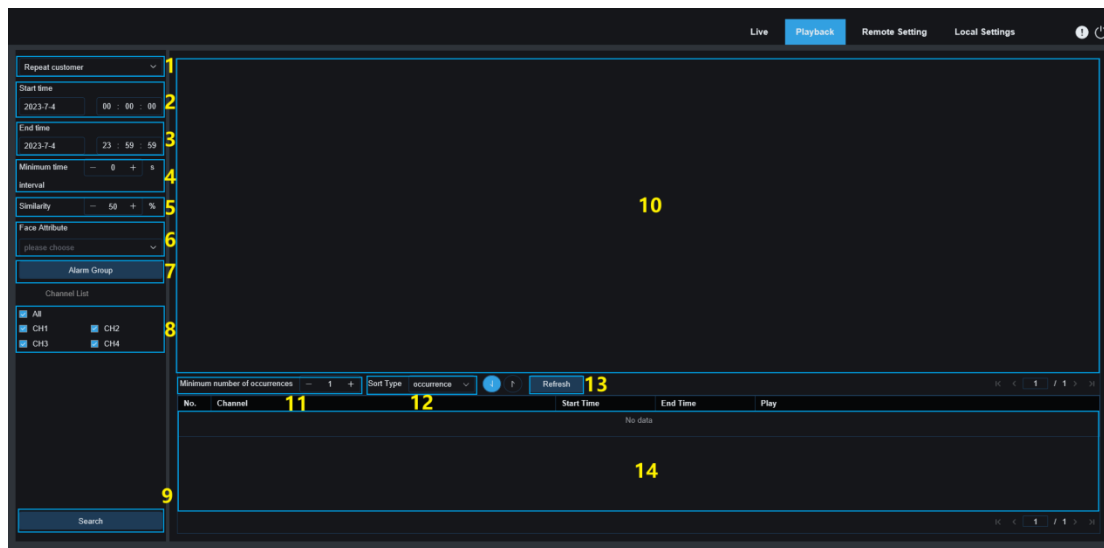 Live Playback Remote Setting Local Settings
Repeat customer 1
Start time
2023-7-4 00 : 00 : 00 2
End time
2023-7-4 23 : 59 : 59 3
Minimum time − 0 + s
interval 4
Similarity − 50 + % 5
Face Attribute
please choose 6
Alarm Group 7
Channel List
All
CH1 CH2 8
CH3 CH4
9
Search
10
Minimum number of occurrences − 1 + Sort Type occurrence Refresh 13 1 / 1
11 12
No. Channel Start Time End Time Play
No data
14
1 / 1